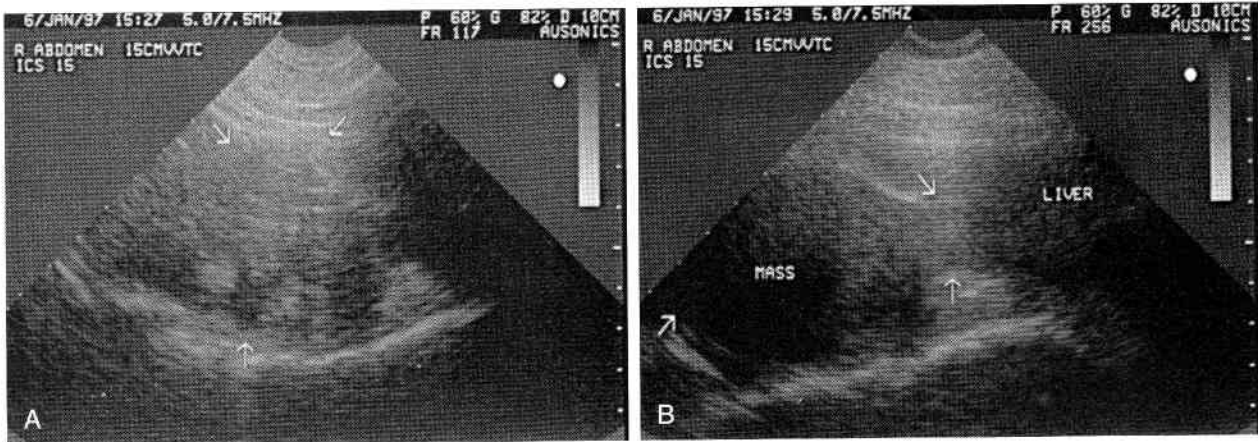 6/JAN/97 15:27 5.0/7.5MHZ P 60% G 82% D 10CM
FR 117 AUSONICS
R ABDOMEN 15CMVVTC
ICS 15
A
6/JAN/97 15:29 5.0/7.5MHZ P 60% G 82% D 10CM
FR 256 AUSONICS
R ABDOMEN 15CMVVTC
ICS 15
LIVER
MASS
B